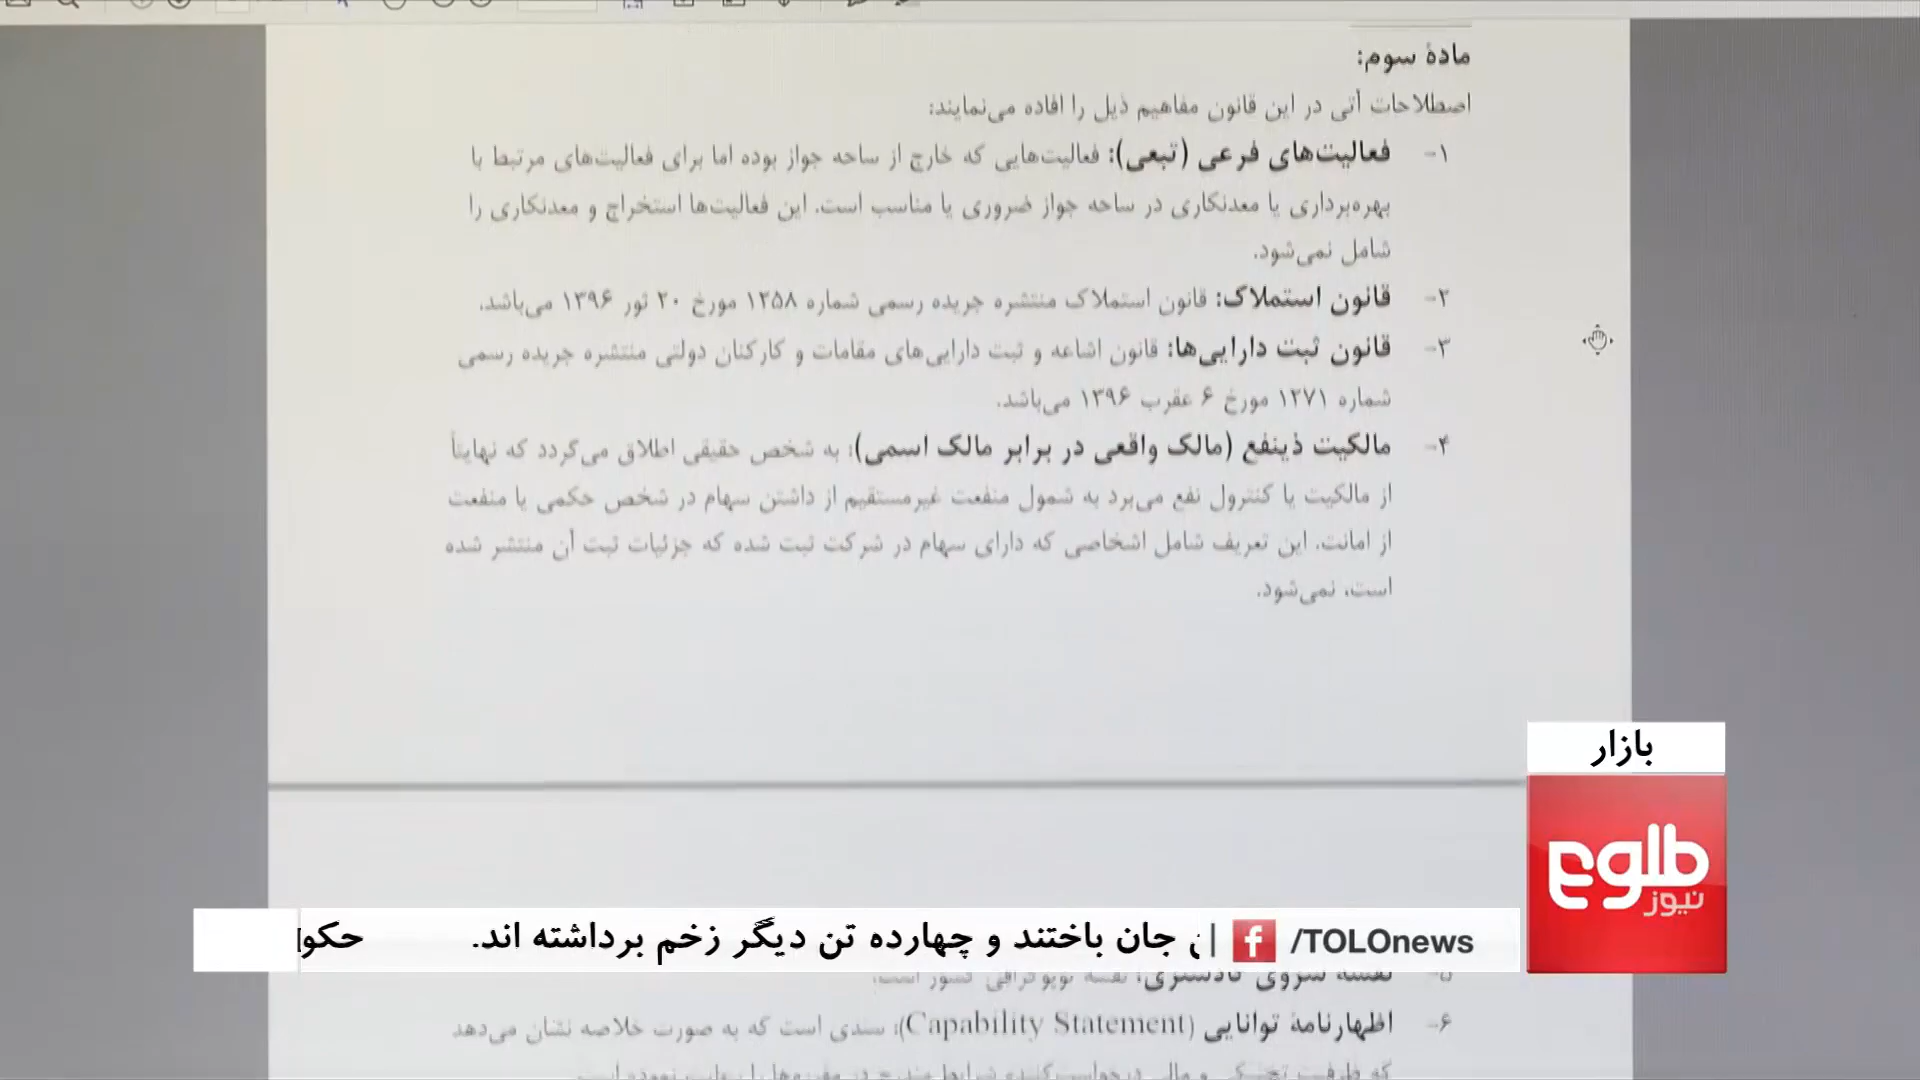 مادهٔ سوم:
اصطلاحات آتی در این قانون مفاهیم ذیل را افاده می‌نمایند:
۱- فعالیت‌های فرعی (تبعی): فعالیت‌هایی که خارج از ساحه جواز بوده اما برای فعالیت‌های مرتبط با
بهره‌برداری یا معدنکاری در ساحه جواز ضروری یا مناسب است. این فعالیت‌ها استخراج و معدنکاری را
شامل نمی‌شود.
۲- قانون استملاک: قانون استملاک منتشره جریده رسمی شماره ۱۲۵۸ مورخ ۲۰ ثور ۱۳۹۶ می‌باشد.
۳- قانون ثبت دارایی‌ها: قانون اشاعه و ثبت دارایی‌های مقامات و کارکنان دولتی منتشره جریده رسمی
شماره ۱۲۷۱ مورخ ۶ عقرب ۱۳۹۶ می‌باشد.
۴- مالکیت ذینفع (مالک واقعی در برابر مالک اسمی): به شخص حقیقی اطلاق می‌گردد که نهایتاً
از مالکیت یا کنترول نفع می‌برد به شمول منفعت غیرمستقیم از داشتن سهام در شخص حکمی یا منفعت
از امانت. این تعریف شامل اشخاصی که دارای سهام در شرکت ثبت شده که جزئیات ثبت آن منتشر شده
است، نمی‌شود.
بازار
طلوع
نیوز
/TOLOnews
جان باختند و چهارده تن دیگر زخم برداشته اند.
۶- اظهارنامهٔ توانایی (Capability Statement): سندی است که به صورت خلاصه نشان می‌دهد